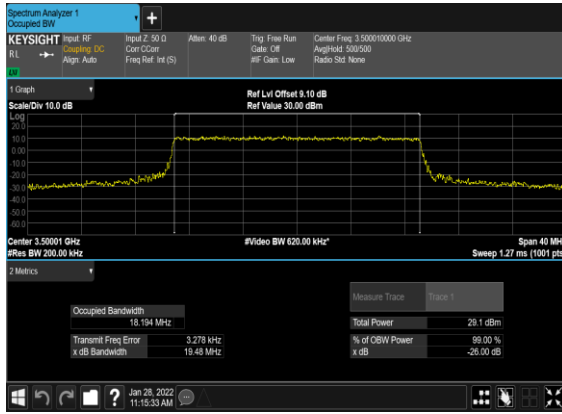 Spectrum Analyzer 1
Occupied BW
+
KEYSIGHT
RL
Input: RF
Coupling: DC
Align: Auto
Input Z: 50 Ω
Corr CCorr
Freq Ref: Int (S)
Atten: 40 dB
Trig: Free Run
Gate: Off
#IF Gain: Low
Center Freq: 3.500010000 GHz
Avg|Hold: 500/500
Radio Std: None
1 Graph
Scale/Div 10.0 dB
Ref Lvl Offset 9.10 dB
Ref Value 30.00 dBm
Log
20.0
10.0
0.00
-10.0
-20.0
-30.0
-40.0
-50.0
-60.0
Center 3.50001 GHz
#Video BW 620.00 kHz*
Span 40 MH
#Res BW 200.00 kHz
Sweep 1.27 ms (1001 pts
2 Metrics
Measure Trace
Trace 1
Occupied Bandwidth
18.194 MHz
Total Power
29.1 dBm
Transmit Freq Error
3.278 kHz
% of OBW Power
99.00 %
x dB Bandwidth
19.48 MHz
x dB
-26.00 dB
?
Jan 28, 2022
11:15:33 AM